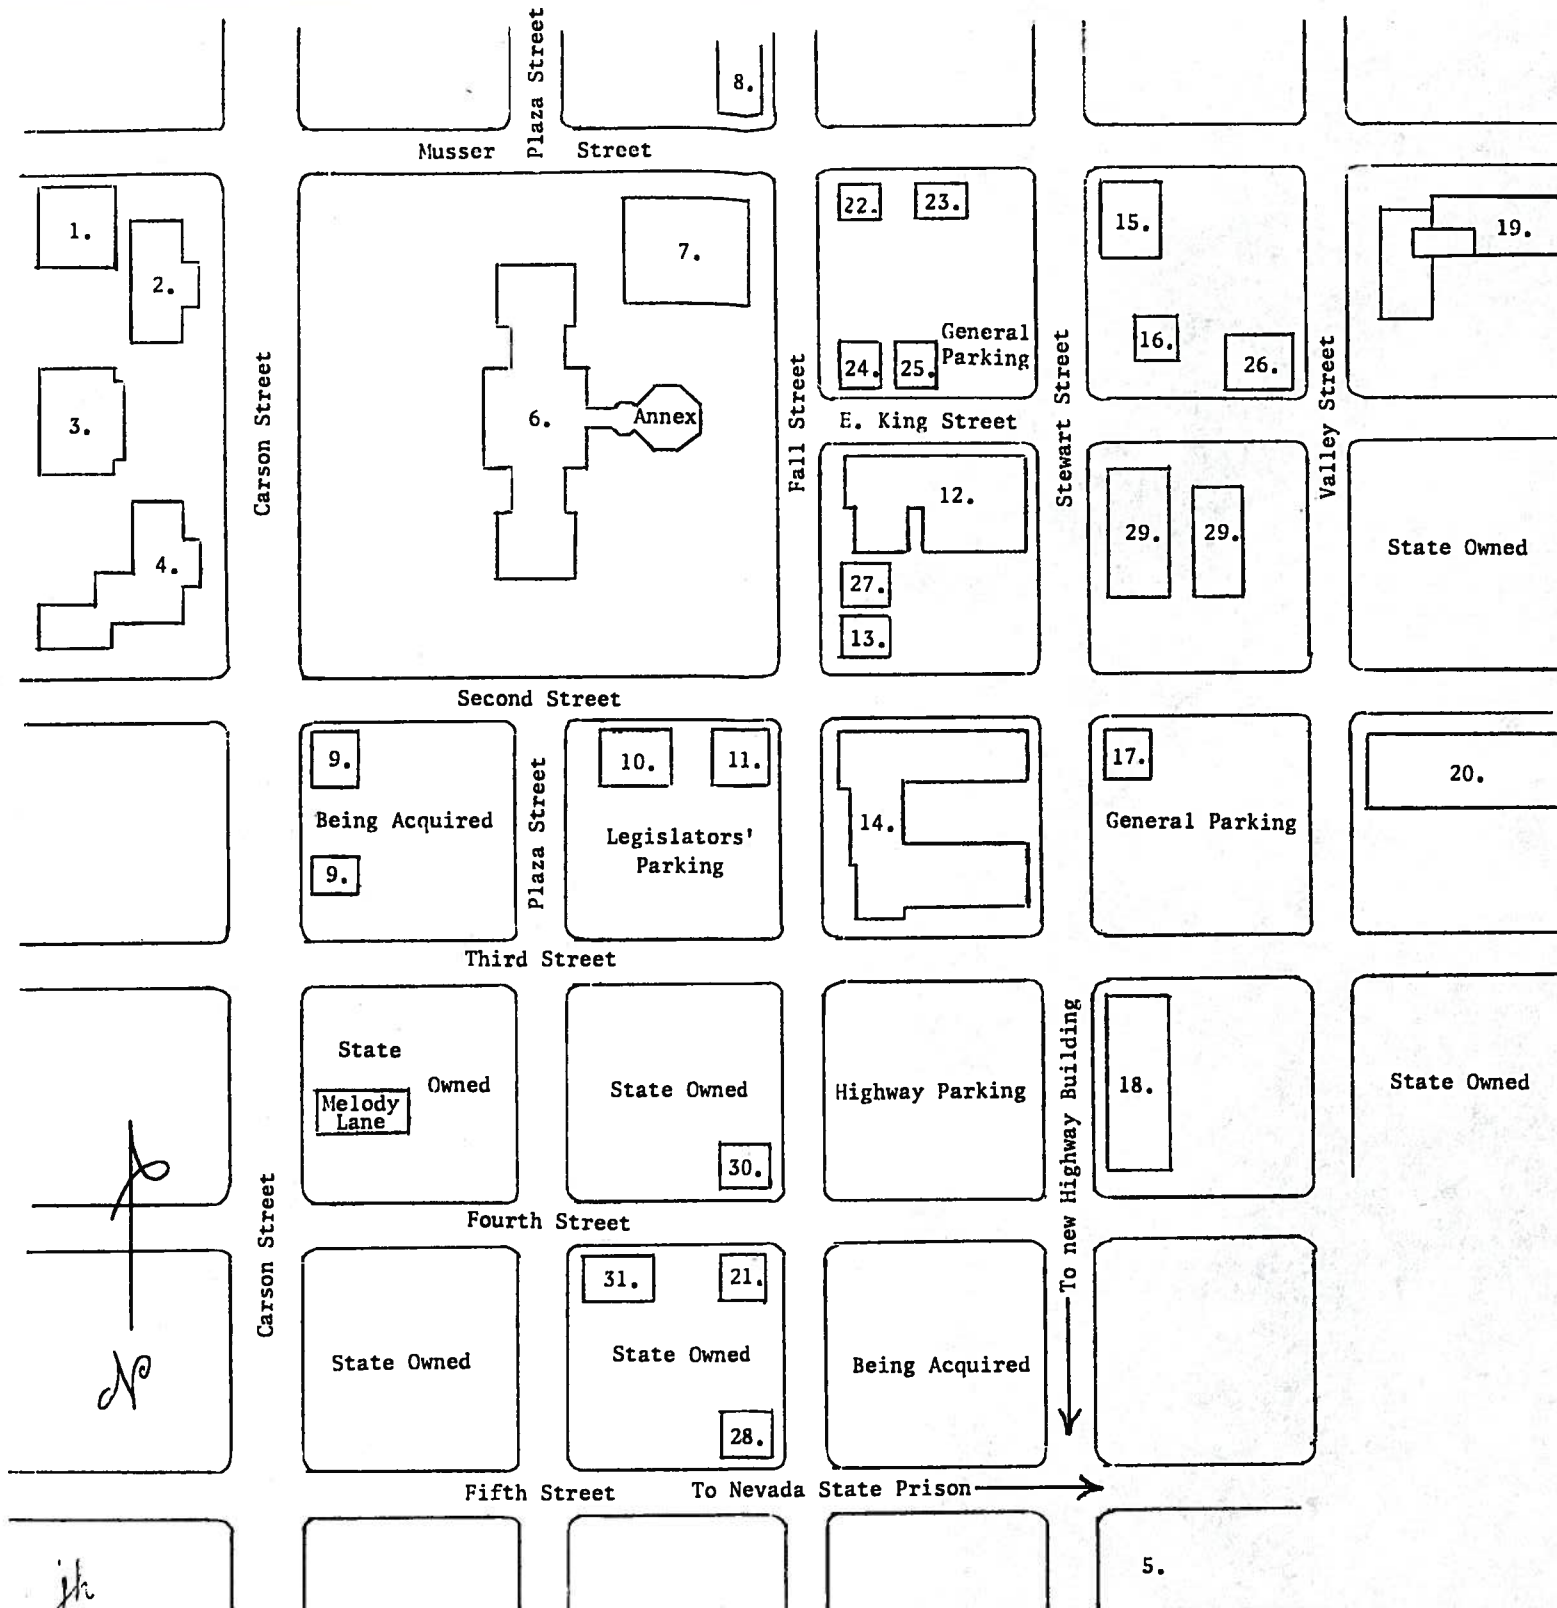 Plaza Street
8.
Musser Street
1.
2.
3.
4.
Carson Street
6.
Annex
7.
Fall Street
22.
23.
24.
25.
General
Parking
E. King Street
12.
27.
13.
Stewart Street
15.
16.
26.
29.
29.
Valley Street
19.
State Owned
Second Street
9.
Being Acquired
9.
Plaza Street
10.
11.
Legislators'
Parking
14.
17.
General Parking
20.
Third Street
State
Owned
Melody
Lane
State Owned
30.
Highway Parking
To new Highway Building
18.
State Owned
Fourth Street
Carson Street
N
State Owned
31.
21.
State Owned
28.
Being Acquired
Fifth Street
To Nevada State Prison
5.
jh